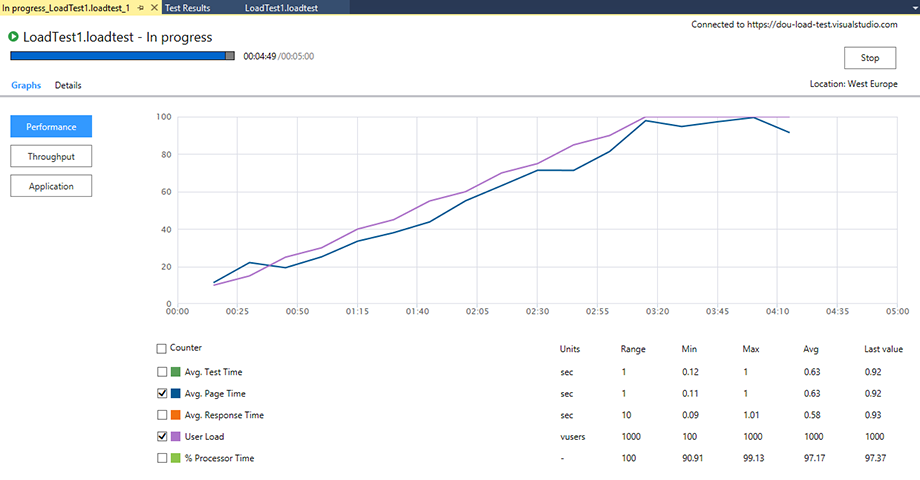 In progress_LoadTest1.loadtest_1 Test Results LoadTest1.loadtest
Connected to https://dou-load-test.visualstudio.com
LoadTest1.loadtest - In progress
00:04:49 /00:05:00
Stop
Graphs Details
Location: West Europe
Performance
Throughput
Application
100
80
60
40
20
0
00:00 00:25 00:50 01:15 01:40 02:05 02:30 02:55 03:20 03:45 04:10 04:35 05:00
Counter Units Range Min Max Avg Last value
Avg. Test Time sec 1 0.12 1 0.63 0.92
Avg. Page Time sec 1 0.11 1 0.63 0.92
Avg. Response Time sec 10 0.09 1.01 0.58 0.93
User Load vusers 1000 100 1000 1000 1000
% Processor Time - 100 90.91 99.13 97.17 97.37